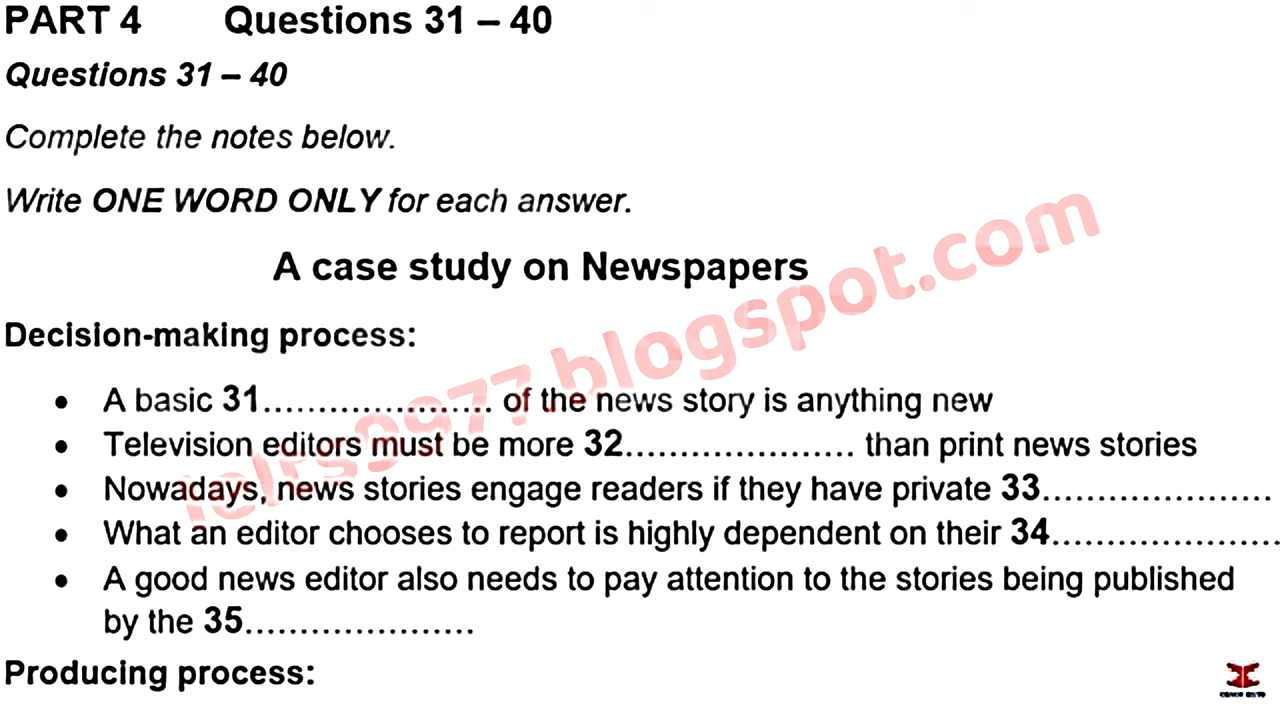 PART 4 Questions 31 – 40
Questions 31 – 40
Complete the notes below.
Write ONE WORD ONLY for each answer.
A case study on Newspapers
Decision-making process:
• A basic 31..................... of the news story is anything new
• Television editors must be more 32..................... than print news stories
• Nowadays, news stories engage readers if they have private 33.....................
• What an editor chooses to report is highly dependent on their 34.....................
• A good news editor also needs to pay attention to the stories being published
by the 35.....................
Producing process:
ielts9977.blogspot.com